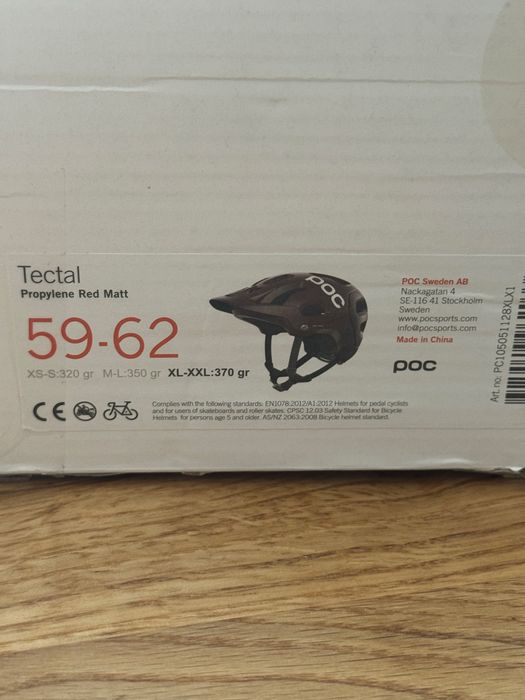 Tectal
Propylene Red Matt
59-62
XS-S:320 gr M-L:350 gr XL-XXL:370 gr
CE
Complies with the following standards: EN1078:2012/A1:2012 Helmets for pedal cyclists
and for users of skateboards and roller skates. CPSC 12.03 Safety Standard for Bicycle
Helmets for persons age 5 and older. AS/NZ 2063:2008 Bicycle helmet standard.
POC
POC Sweden AB
Nackagatan 4
SE-116 41 Stockholm
Sweden
www.pocsports.com
info@pocsports.com
Made in China
POC
Art. no: PC105051128XLX1